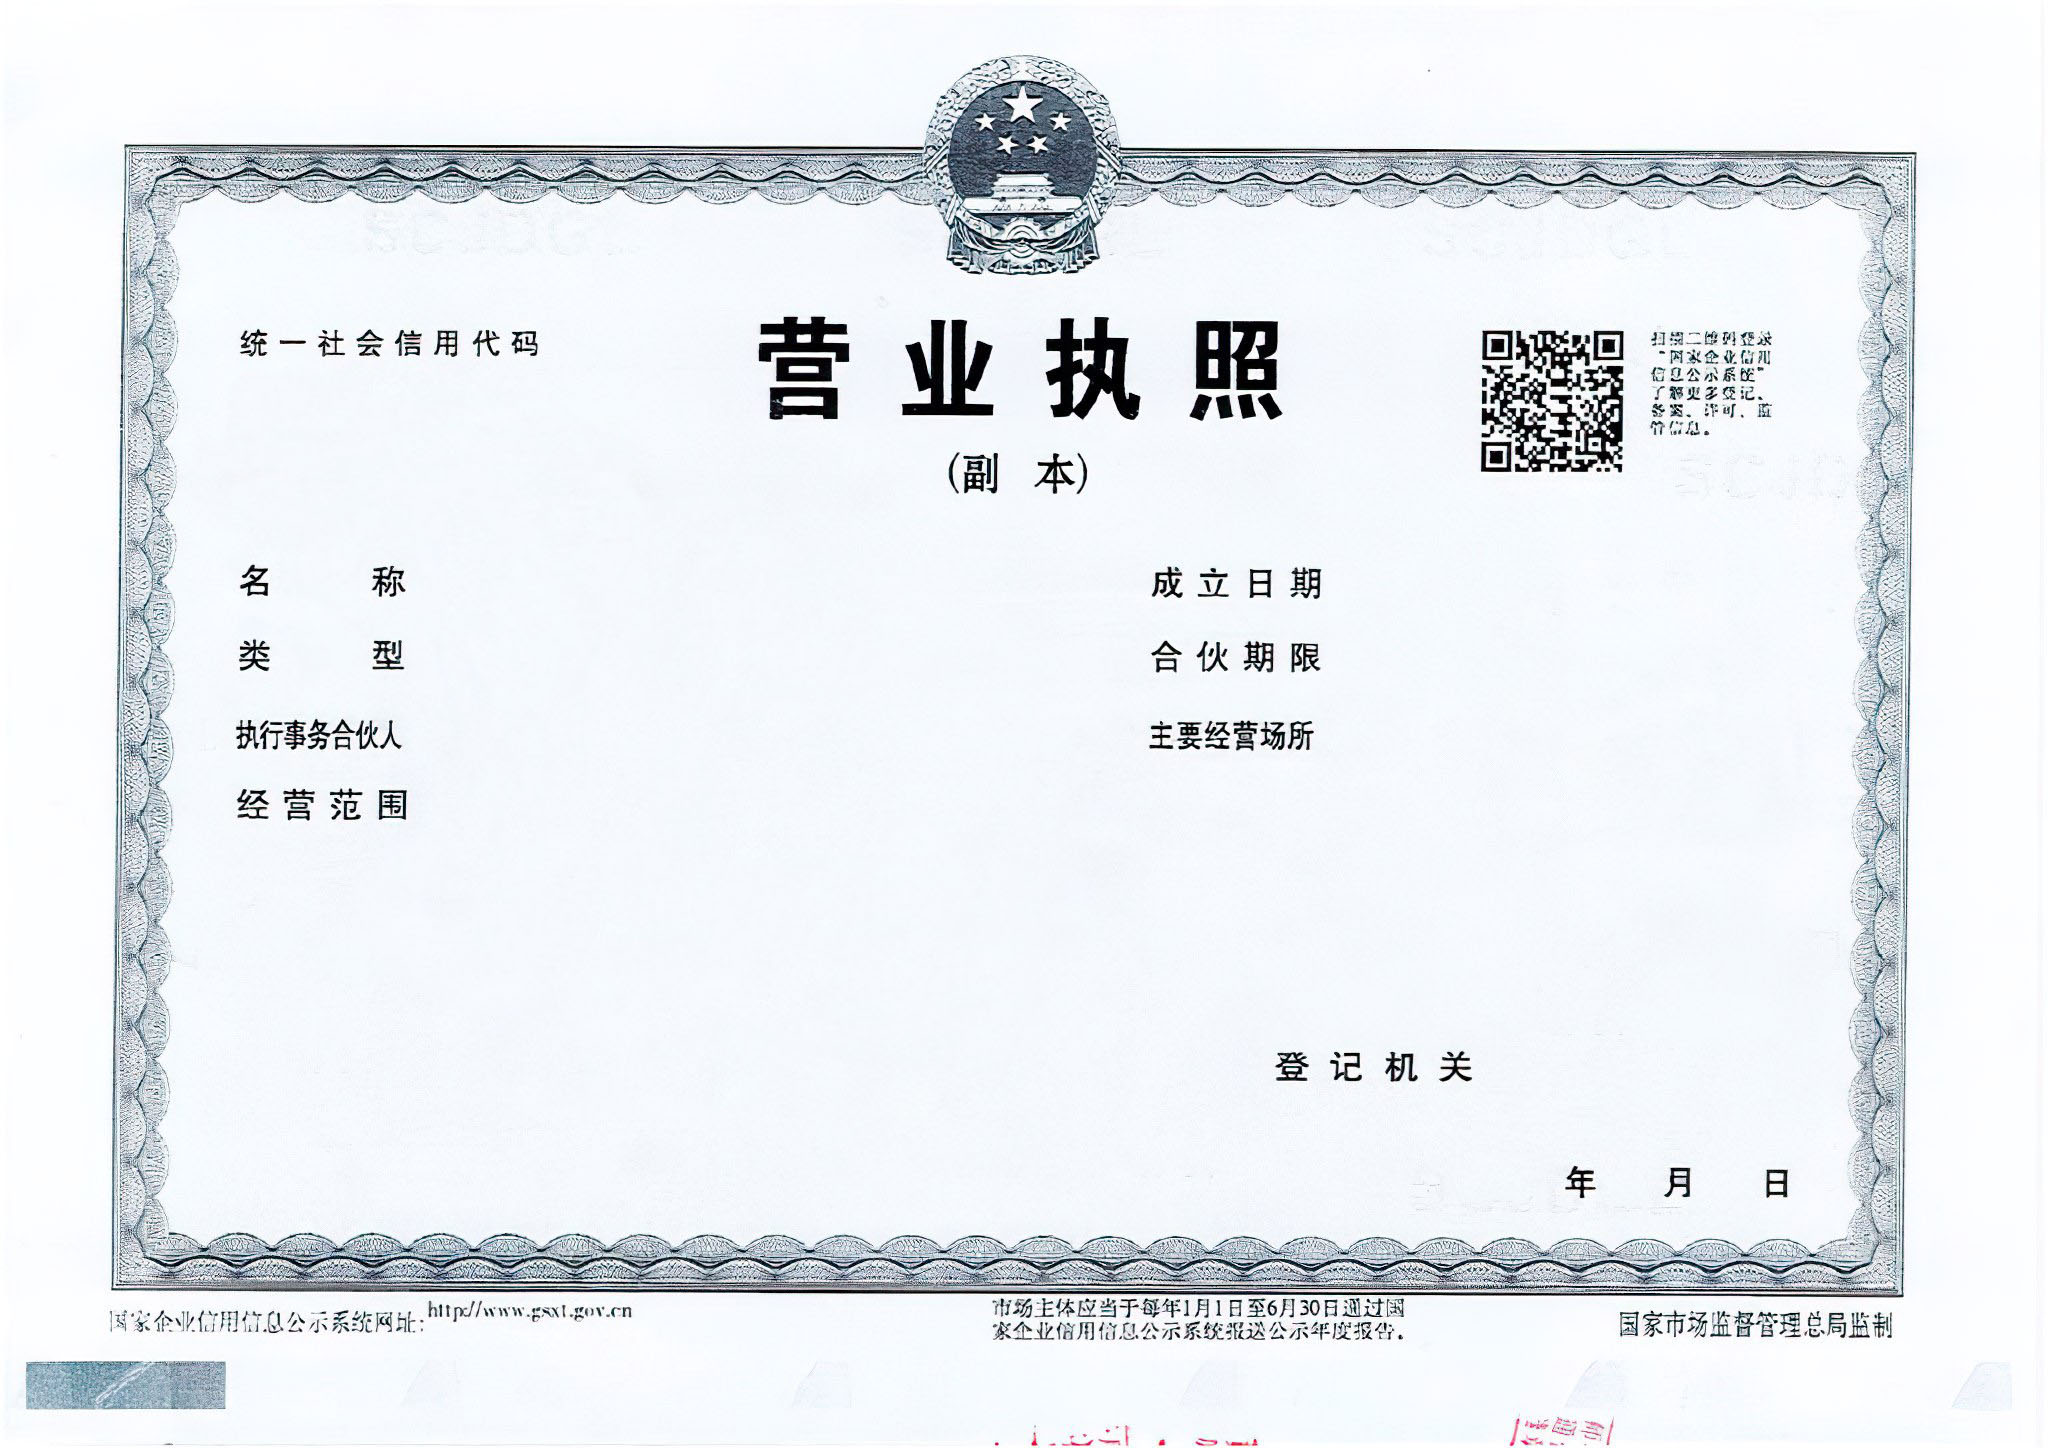 统一社会信用代码
营业执照
(副 本)
扫描二维码登录
“国家企业信用
信息公示系统”
了解更多登记、
备案、许可、监
管信息。
名 称
成立日期
类 型
合伙期限
执行事务合伙人
主要经营场所
经营范围
登记机关
年 月 日
国家企业信用信息公示系统网址:http://www.gsxt.gov.cn
市场主体应当于每年1月1日至6月30日通过国
家企业信用信息公示系统报送公示年度报告。
国家市场监督管理总局监制